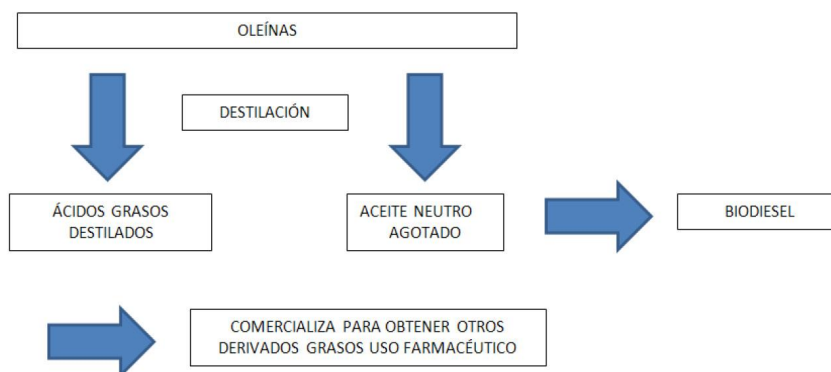 OLEÍNAS
DESTILACIÓN
ÁCIDOS GRASOS
DESTILADOS
ACEITE NEUTRO
AGOTADO
BIODIESEL
COMERCIALIZA PARA OBTENER OTROS
DERIVADOS GRASOS USO FARMACÉUTICO